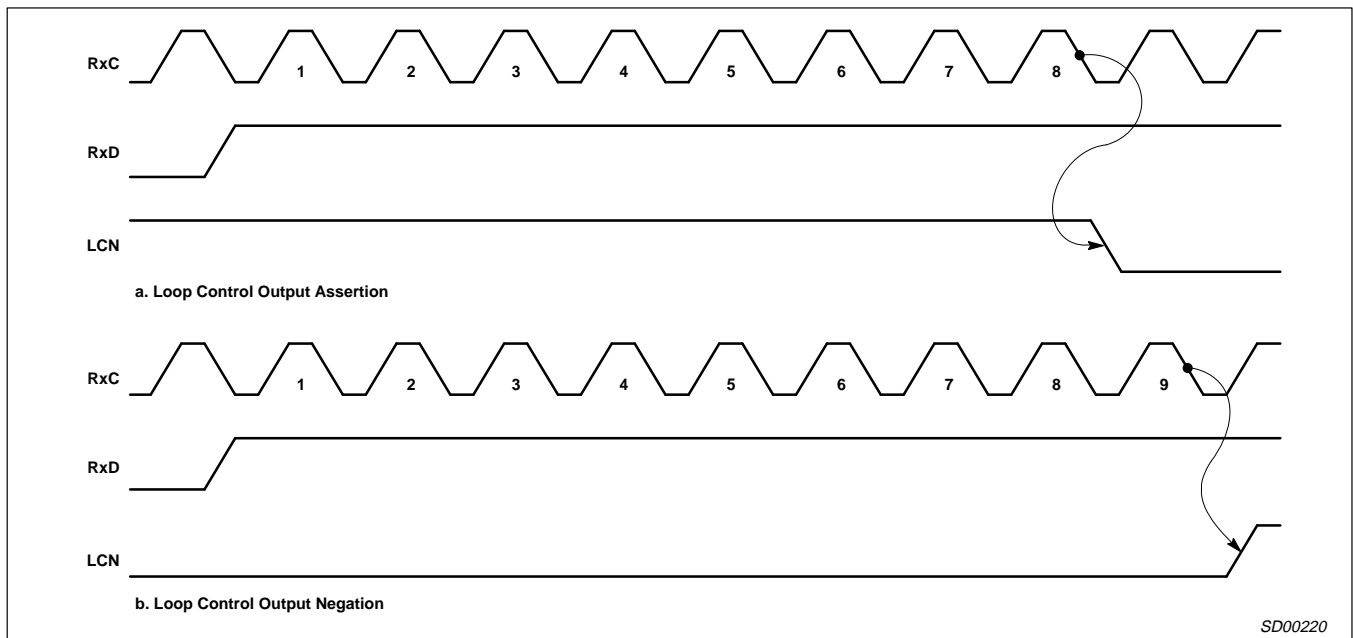 RxC
1 2 3 4 5 6 7 8
RxD
LCN
a. Loop Control Output Assertion
RxC
1 2 3 4 5 6 7 8 9
RxD
LCN
b. Loop Control Output Negation
SD00220